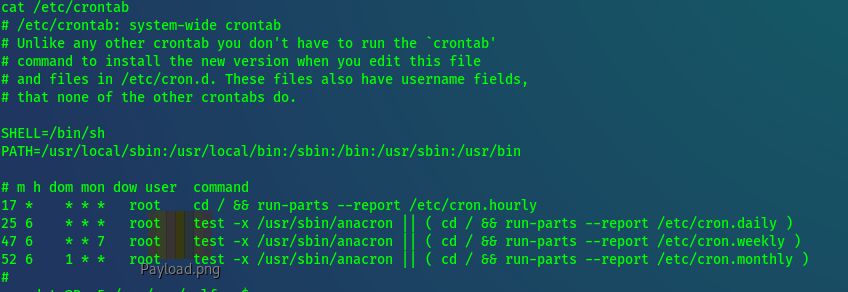 cat /etc/crontab
# /etc/crontab: system-wide crontab
# Unlike any other crontab you don't have to run the `crontab'
# command to install the new version when you edit this file
# and files in /etc/cron.d. These files also have username fields,
# that none of the other crontabs do.
SHELL=/bin/sh
PATH=/usr/local/sbin:/usr/local/bin:/sbin:/bin:/usr/sbin:/usr/bin
# m h dom mon dow user  command
17 *    * * *   root    cd / && run-parts --report /etc/cron.hourly
25 6    * * *   root    test -x /usr/sbin/anacron || ( cd / && run-parts --report /etc/cron.daily )
47 6    * * 7   root    test -x /usr/sbin/anacron || ( cd / && run-parts --report /etc/cron.weekly )
52 6    1 * *   root    test -x /usr/sbin/anacron || ( cd / && run-parts --report /etc/cron.monthly )
Payload.png
#